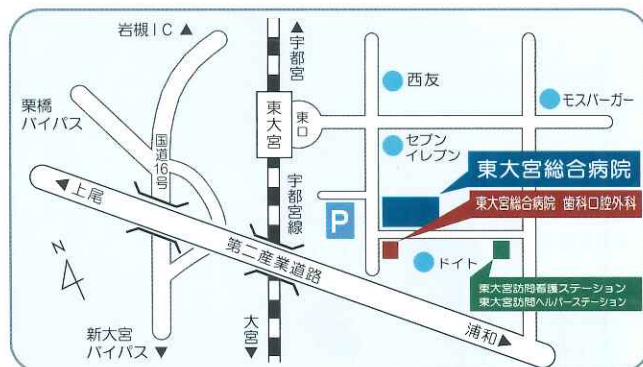 岩槻IC▲
▲宇都宮
栗橋
バイパス
国道16号
東大宮
東口
西友
モスバーガー
セブン
イレブン
東大宮総合病院
東大宮総合病院 歯科口腔外科
P
宇都宮線
◀上尾
第二産業道路
ドイト
東大宮訪問看護ステーション
東大宮訪問ヘルパーステーション
N
新大宮
バイパス▼
大宮▼
浦和▶